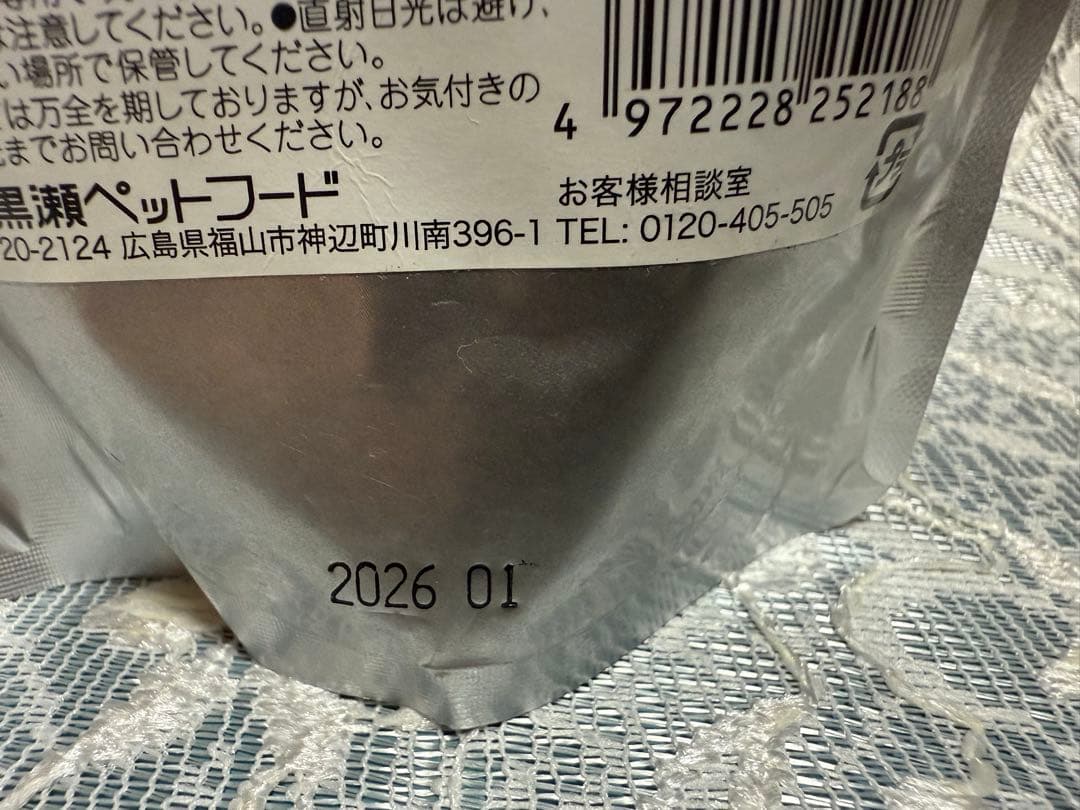 注意してください。●直射日光は避け、
場所で保管してください。
は万全を期しておりますが、お気付きの
までお問い合わせください。
4 972228 252188
黒瀬ペットフード
お客様相談室
20-2124 広島県福山市神辺町川南396-1 TEL: 0120-405-505
2026 01